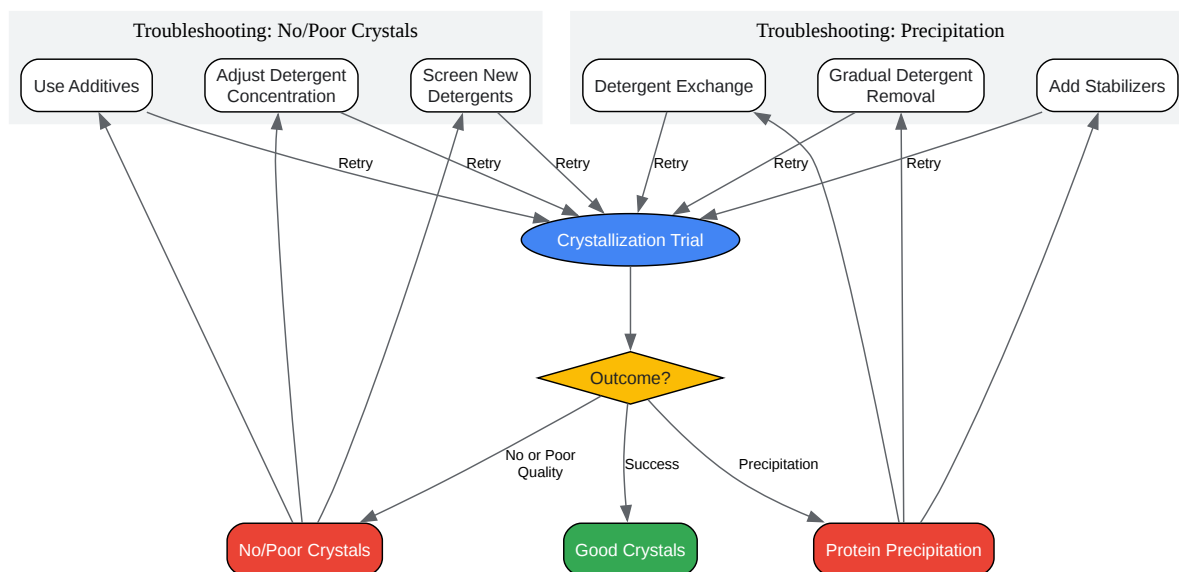 Troubleshooting: No/Poor Crystals
Troubleshooting: Precipitation
Use Additives
Adjust Detergent
Concentration
Screen New
Detergents
Detergent Exchange
Gradual Detergent
Removal
Add Stabilizers
Retry
Retry
Retry
Retry
Retry
Retry
Crystallization Trial
Outcome?
No or Poor
Quality
Success
Precipitation
No/Poor Crystals
Good Crystals
Protein Precipitation